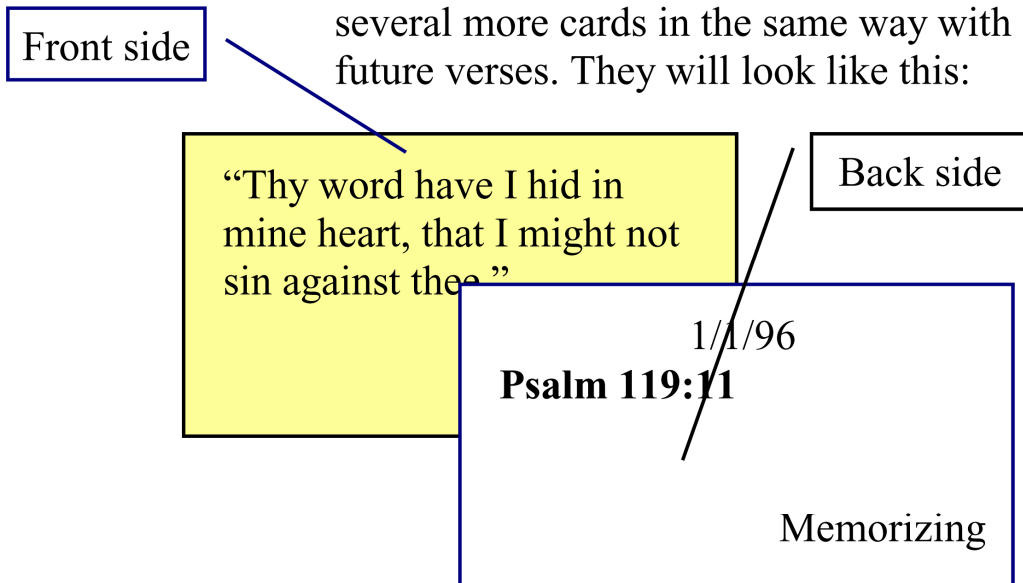 several more cards in the same way with
future verses. They will look like this:
Front side
Back side
“Thy word have I hid in
mine heart, that I might not
sin against thee.”
1/1/96
Psalm 119:11
Memorizing